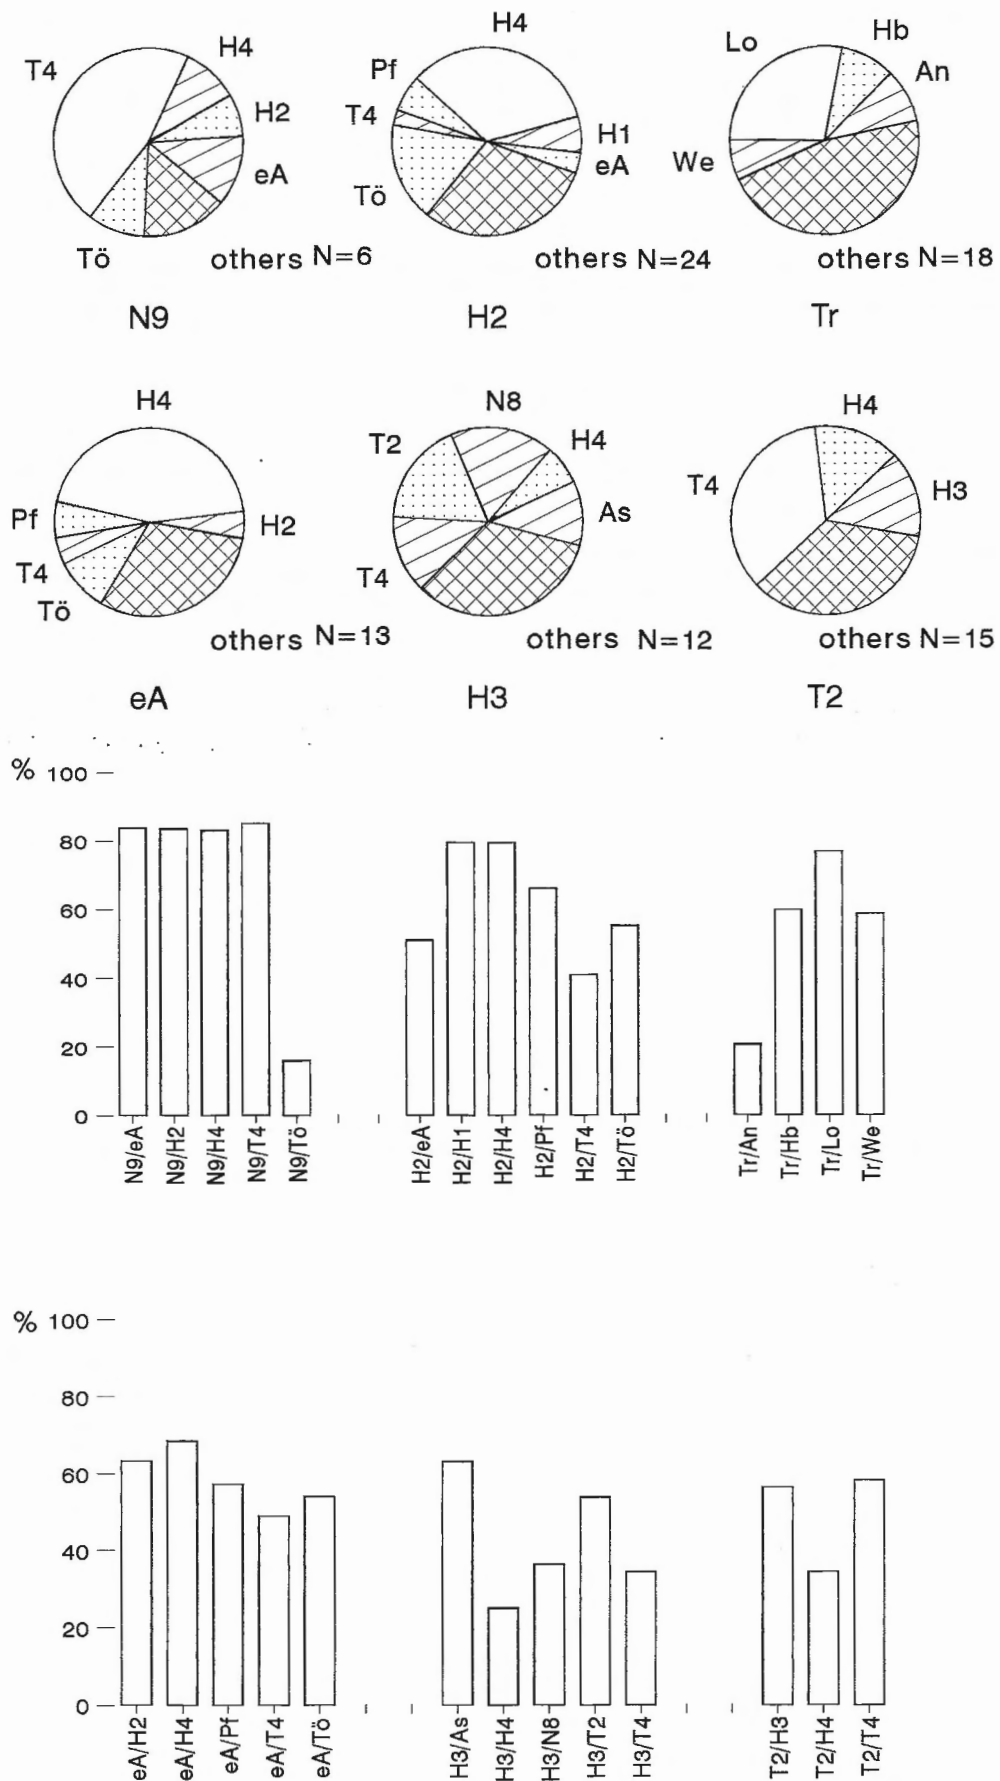 H4
T4
H4
H2
eA
Tö
others N=6
N9
Pf
T4
Tö
H1
eA
others N=24
H2
Lo
Hb
An
We
others N=18
Tr
H4
Pf
T4
Tö
H2
others N=13
eA
N8
T2
H4
As
T4
others N=12
H3
H4
T4
H3
others N=15
T2
% 100
80
60
40
20
0
N9/eA
N9/H2
N9/H4
N9/T4
N9/Tö
H2/eA
H2/H1
H2/H4
H2/Pf
H2/T4
H2/Tö
Tr/An
Tr/Hb
Tr/Lo
Tr/We
% 100
80
60
40
20
0
eA/H2
eA/H4
eA/Pf
eA/T4
eA/Tö
H3/As
H3/H4
H3/N8
H3/T2
H3/T4
T2/H3
T2/H4
T2/T4